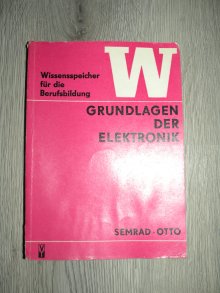 W
Wissensspeicher
für die
Berufsbildung
GRUNDLAGEN
DER
ELEKTRONIK
SEMRAD · OTTO